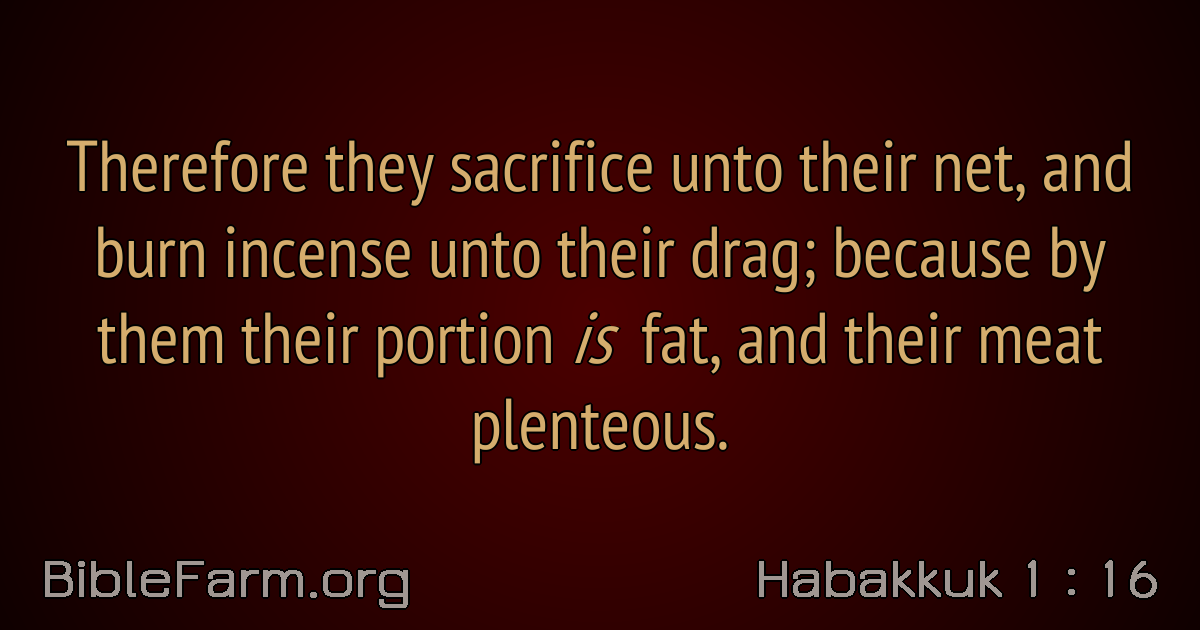 Therefore they sacrifice unto their net, and
burn incense unto their drag; because by
them their portion is fat, and their meat
plenteous.
BibleFarm.org
Habakkuk 1 : 16